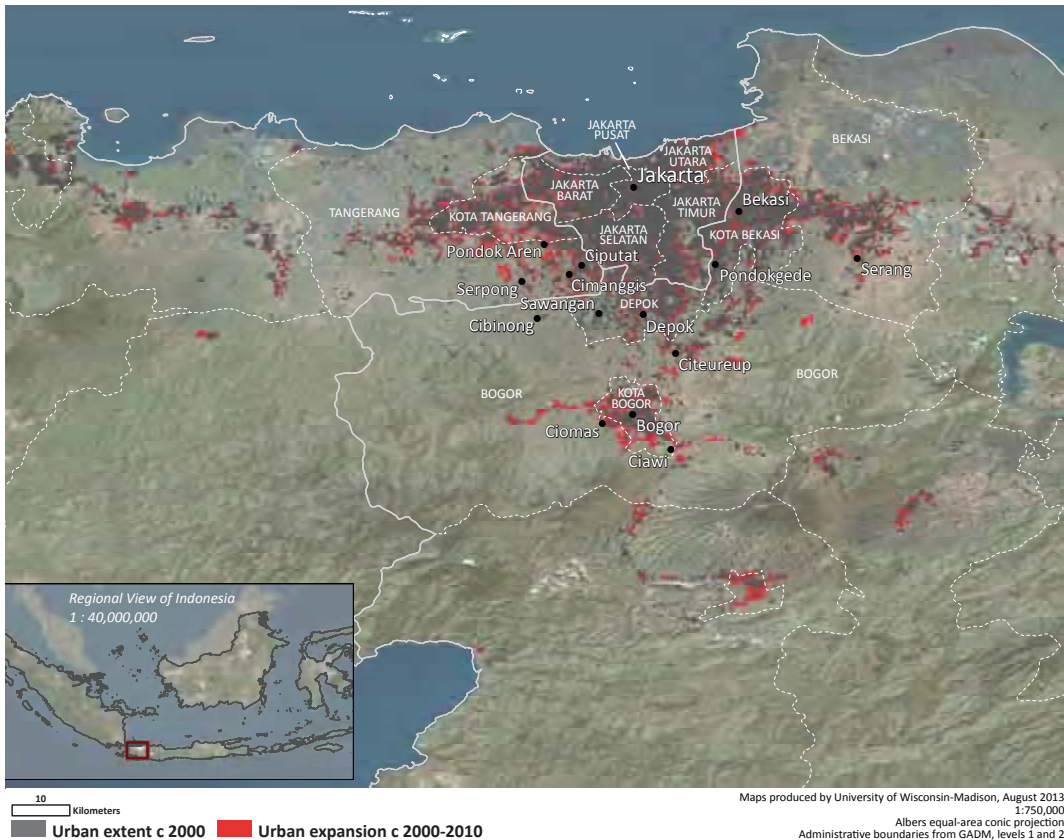 JAKARTA
PUSAT
BEKASI
JAKARTA
UTARA
Jakarta
JAKARTA
BARAT
Bekasi
TANGERANG
KOTA TANGERANG
JAKARTA
TIMUR
JAKARTA
SELATAN
KOTA BEKASI
Pondok Aren
Ciputat
Serang
Pondokgede
Cimanggis
Serpong
Sawangan
DEPOK
Cibinong
Depok
Citeureup
BOGOR
BOGOR
KOTA
BOGOR
Ciomas
Bogor
Ciawi
Regional View of Indonesia
1 : 40,000,000
10
Kilometers
Urban extent c 2000
Urban expansion c 2000-2010
Maps produced by University of Wisconsin-Madison, August 2013
1:750,000
Albers equal-area conic projection
Administrative boundaries from GADM, levels 1 and 2